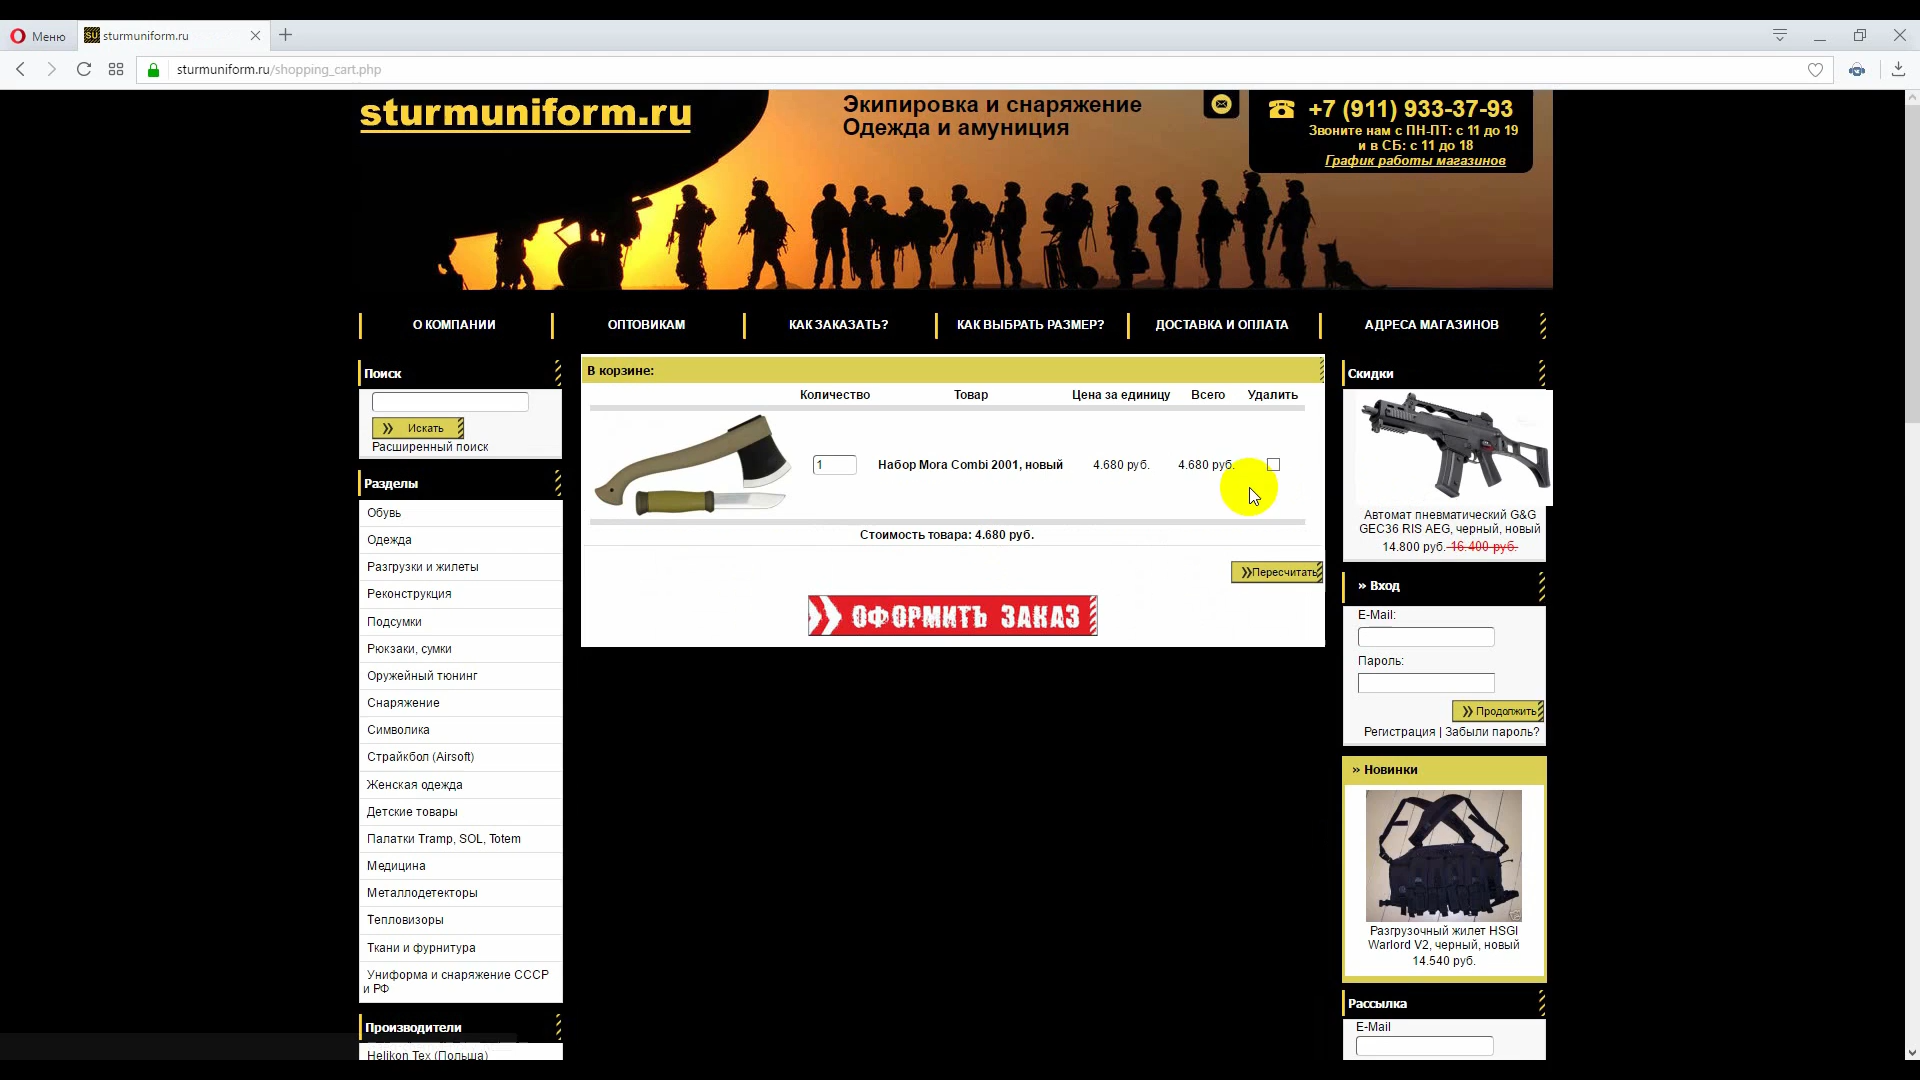 Меню
sturmuniform.ru
sturmuniform.ru/shopping_cart.php
sturmuniform.ru
Экипировка и снаряжение
Одежда и амуниция
+7 (911) 933-37-93
Звоните нам с ПН-ПТ: с 11 до 19
и в СБ: с 11 до 18
График работы магазинов
О КОМПАНИИ
ОПТОВИКАМ
КАК ЗАКАЗАТЬ?
КАК ВЫБРАТЬ РАЗМЕР?
ДОСТАВКА И ОПЛАТА
АДРЕСА МАГАЗИНОВ
Поиск
Искать
Расширенный поиск
Разделы
Обувь
Одежда
Разгрузки и жилеты
Реконструкция
Подсумки
Рюкзаки, сумки
Оружейный тюнинг
Снаряжение
Символика
Страйкбол (Airsoft)
Женская одежда
Детские товары
Палатки Tramp, SOL, Totem
Медицина
Металлодетекторы
Тепловизоры
Ткани и фурнитура
Униформа и снаряжение СССР
и РФ
Производители
Helikon Tex (Польша)
В корзине:
Количество Товар Цена за единицу Всего Удалить
1 Набор Mora Combi 2001, новый 4.680 руб. 4.680 руб.
Стоимость товара: 4.680 руб.
Пересчитать
ОФОРМИТЬ ЗАКАЗ
Скидки
Автомат пневматический G&G
GEC36 RIS AEG, черный, новый
14.800 руб. 16.400 руб.
» Вход
E-Mail:
Пароль:
Продолжить
Регистрация | Забыли пароль?
» Новинки
Разгрузочный жилет HSGI
Warlord V2, черный, новый
14.540 руб.
Рассылка
E-Mail